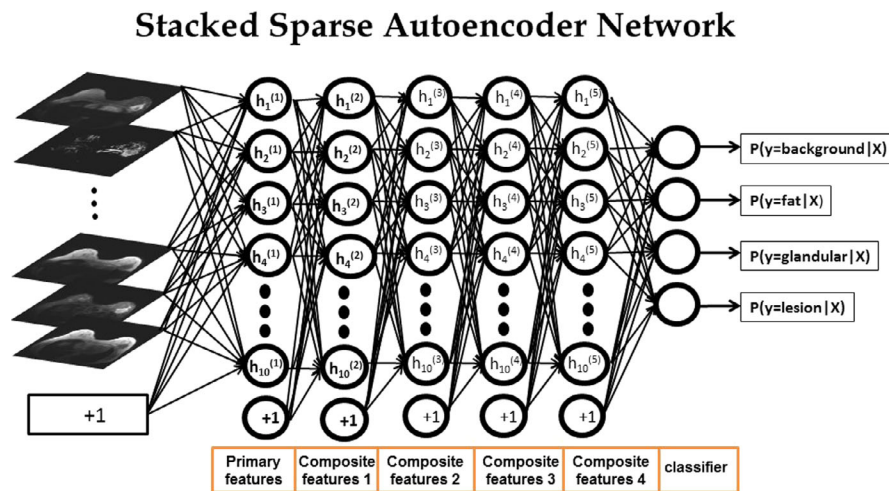 Stacked Sparse Autoencoder Network
h1(1) h1(2) h1(3) h1(4) h1(5)
h2(1) h2(2) h2(3) h2(4) h2(5)
P(y=background|X)
h3(1) h3(2) h3(3) h3(4) h3(5)
P(y=fat|X)
h4(1) h4(2) h4(3) h4(4) h4(5)
P(y=glandular|X)
P(y=lesion|X)
h10(1) h10(2) h10(3) h10(4) h10(5)
+1 +1 +1 +1 +1 +1
Primary features
Composite features 1
Composite features 2
Composite features 3
Composite features 4
classifier